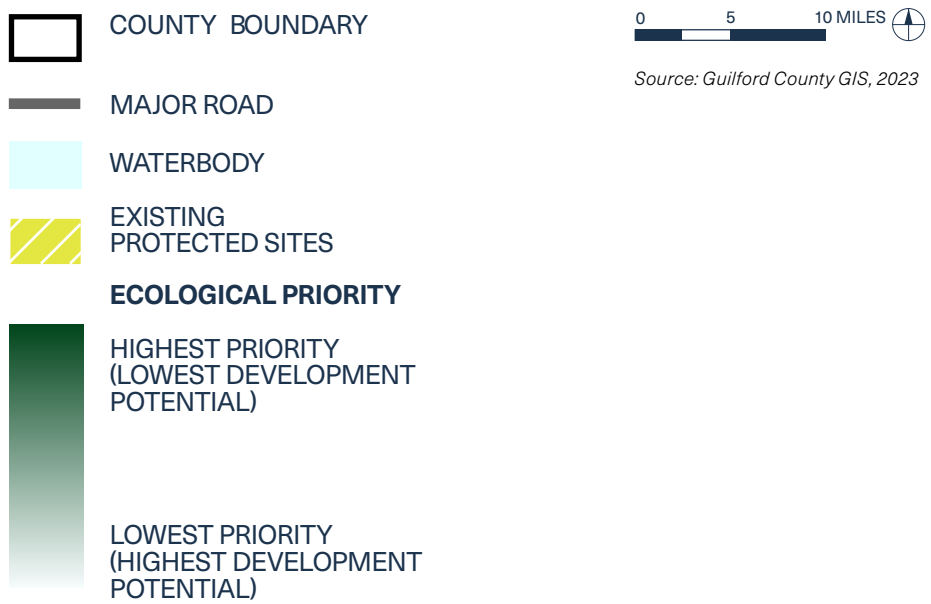 COUNTY BOUNDARY
0 5 10 MILES
Source: Guilford County GIS, 2023
MAJOR ROAD
WATERBODY
EXISTING
PROTECTED SITES
ECOLOGICAL PRIORITY
HIGHEST PRIORITY
(LOWEST DEVELOPMENT
POTENTIAL)
LOWEST PRIORITY
(HIGHEST DEVELOPMENT
POTENTIAL)